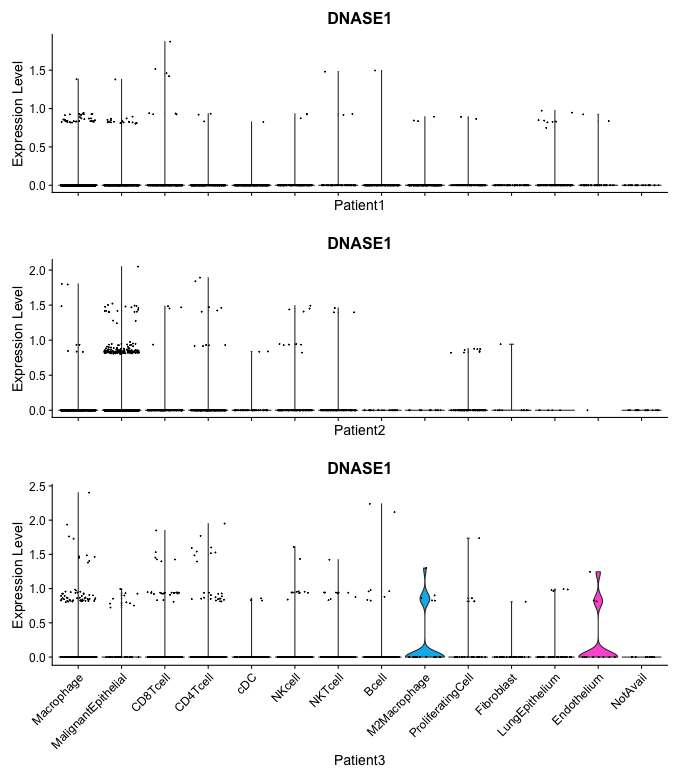 DNASE1
Expression Level
1.5
1.0
0.5
0.0
Patient1
DNASE1
Expression Level
2.0
1.5
1.0
0.5
0.0
Patient2
DNASE1
Expression Level
2.5
2.0
1.5
1.0
0.5
0.0
Macrophage
MalignantEpithelial
CD8Tcell
CD4Tcell
cDC
NKcell
NKTcell
Bcell
M2Macrophage
ProliferatingCell
Fibroblast
LungEpithelium
Endothelium
NotAvail
Patient3